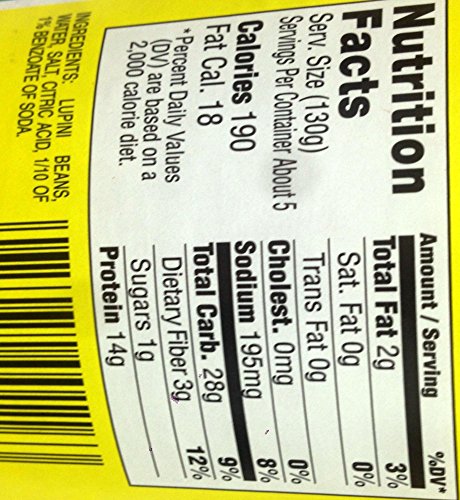 Nutrition
Facts
Serv. Size (130g)
Servings Per Container About 5
Calories 190
Fat Cal. 18
*Percent Daily Values
(DV) are based on a
2,000 calorie diet.
Amount / Serving %DV*
Total Fat 2g 3%
Sat. Fat 0g 0%
Trans Fat 0g 0%
Cholest. 0mg
Sodium 195mg 8%
Total Carb. 28g 9%
Dietary Fiber 3g 12%
Sugars 1g
Protein 14g
INGREDIENTS: LUPINI BEANS,
WATER, SALT, CITRIC ACID, 1/10 OF
1% BENZOATE OF SODA.